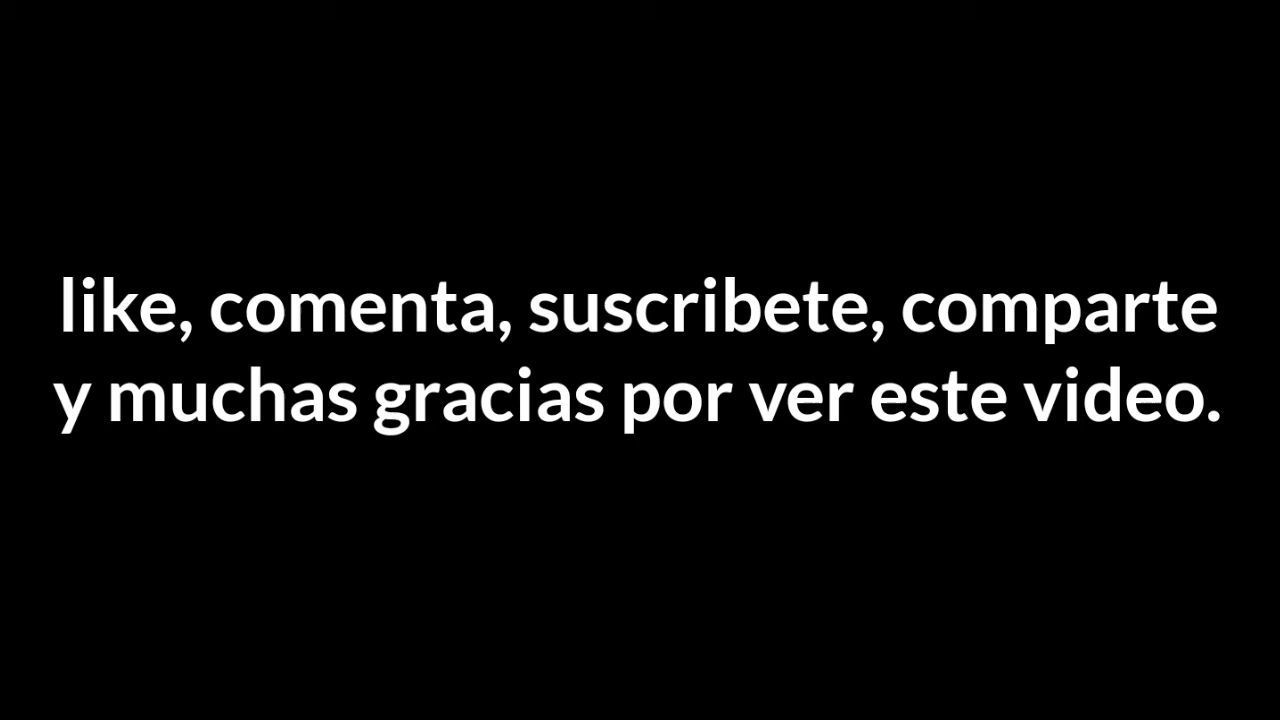 like, comenta, suscribete, comparte
y muchas gracias por ver este video.